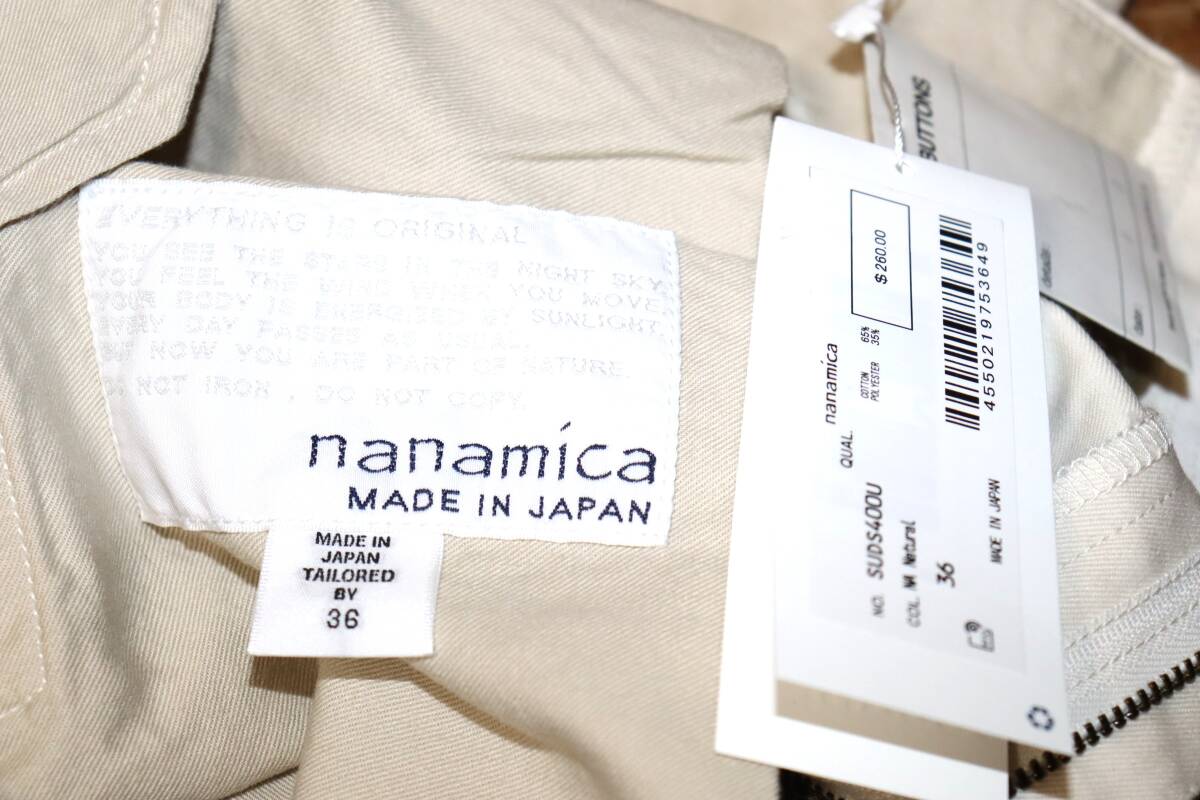 EVERYTHING IS ORIGINAL
YOU SEE THE STARS IN THE NIGHT SKY.
YOU FEEL THE WIND WHEN YOU MOVE.
YOUR BODY IS ENERGIZED BY SUNLIGHT.
EVERY DAY PASSES AS USUAL
BUT NOW YOU ARE PART OF NATURE.
DO NOT IRON, DO NOT COPY.
nanamica
MADE IN JAPAN
MADE IN
JAPAN
TAILORED
BY
36
BUTTONS
nanamica
$260.00
QUAL.
COTTON 65%
POLYESTER 35%
4550219753649
NO. SUDS400U
COL. NA Natural
36
MADE IN JAPAN